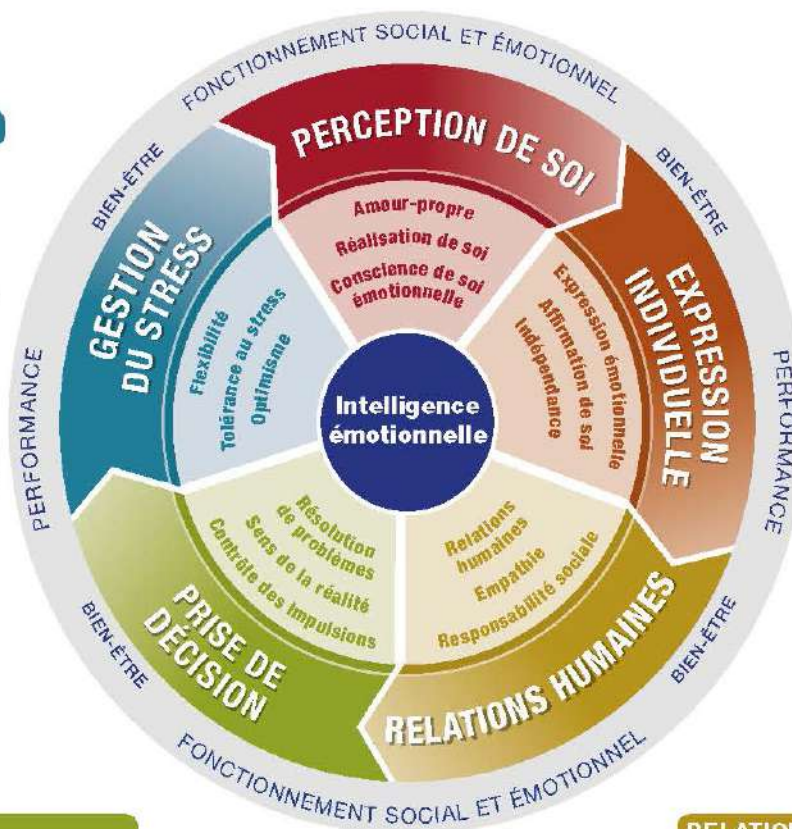 FONCTIONNEMENT SOCIAL ET ÉMOTIONNEL
BIEN-ÊTRE
BIEN-ÊTRE
PERFORMANCE
PERFORMANCE
BIEN-ÊTRE
BIEN-ÊTRE
FONCTIONNEMENT SOCIAL ET ÉMOTIONNEL
PERCEPTION DE SOI
Amour-propre
Réalisation de soi
Conscience de soi
émotionnelle
EXPRESSION
INDIVIDUELLE
Expression émotionnelle
Affirmation de soi
Indépendance
RELATIONS HUMAINES
Relations
humaines
Empathie
Responsabilité sociale
PRISE DE
DÉCISION
Résolution
de problèmes
Sens de la réalité
Contrôle des impulsions
GESTION
DU STRESS
Flexibilité
Tolérance au stress
Optimisme
Intelligence
émotionnelle